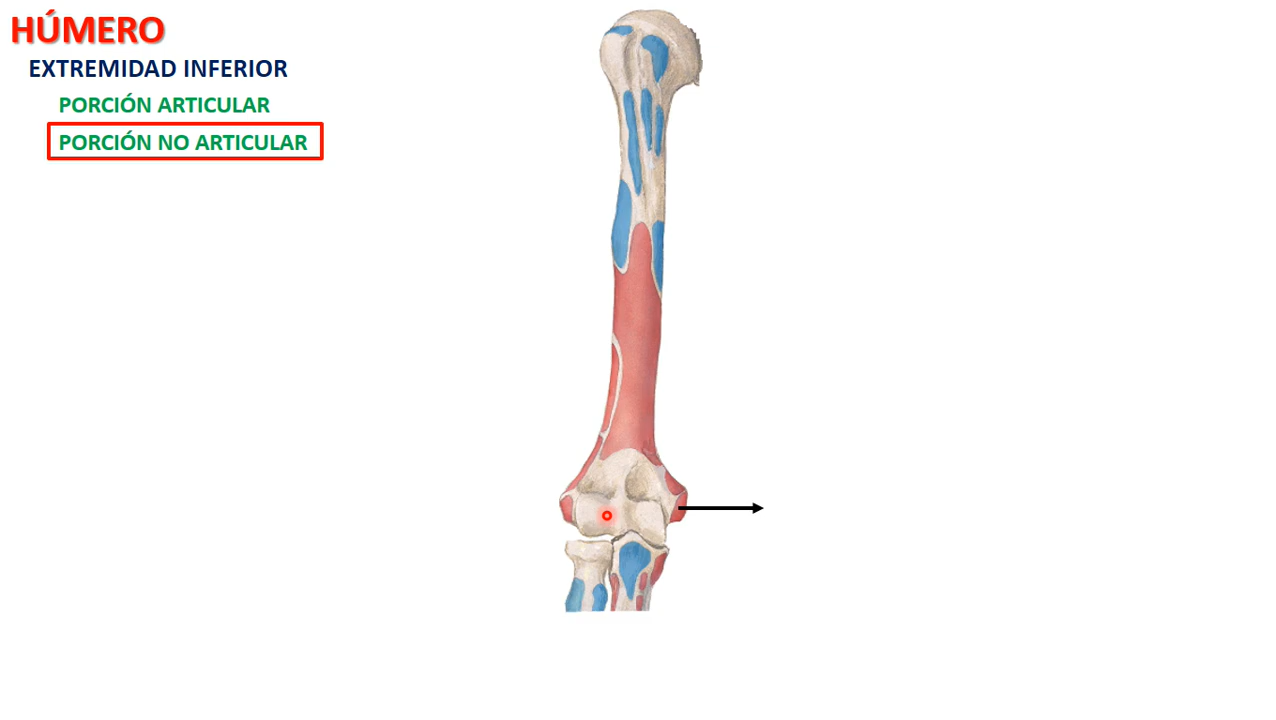 HÚMERO
EXTREMIDAD INFERIOR
PORCIÓN ARTICULAR
PORCIÓN NO ARTICULAR